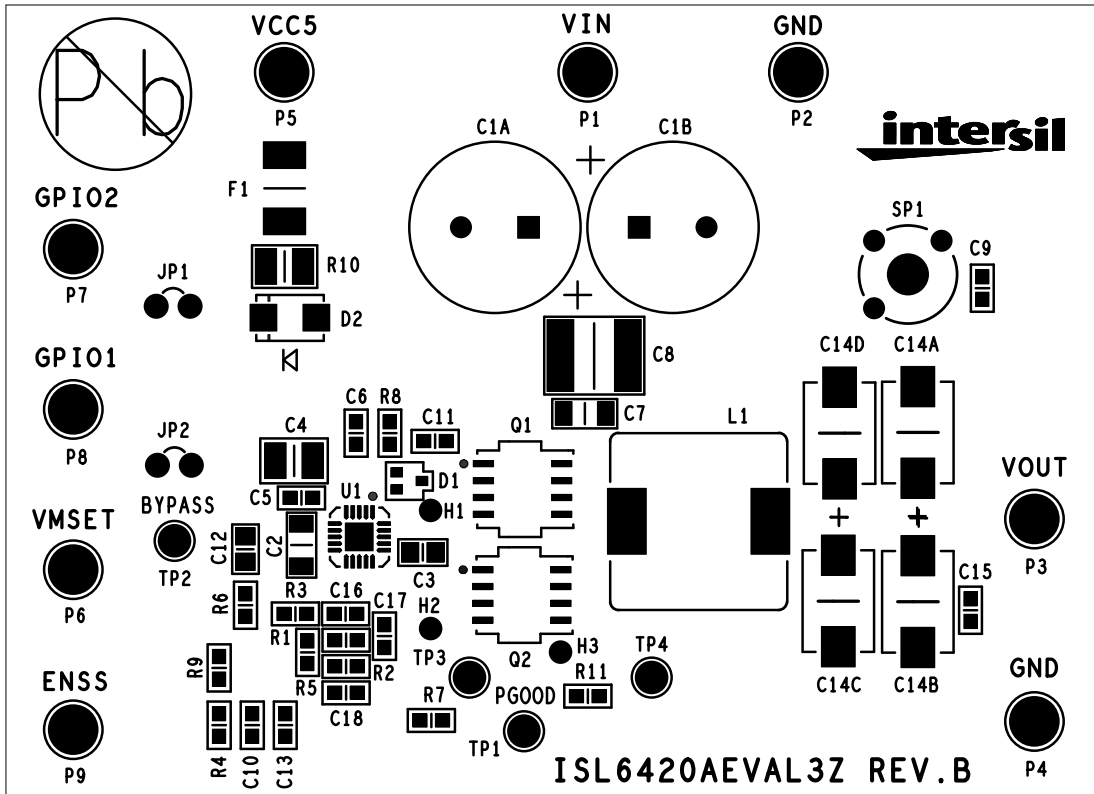 VCC5
VIN
GND
Pb
P5
P1
P2
C1A
C1B
intersil
F1
GPIO2
SP1
C9
R10
JP1
P7
D2
C8
C14D
C14A
GPIO1
C6
R8
C7
C11
Q1
L1
C4
JP2
P8
D1
VOUT
C5
U1
H1
BYPASS
VMSET
C12
C2
TP2
P3
C3
C15
R3
C16
C17
H2
R6
P6
R1
TP3
Q2
H3
TP4
R9
R5
R2
R11
C14C
C14B
GND
ENSS
C18
R7
PGOOD
TP1
R4
C10
C13
P9
P4
ISL6420AEVAL3Z REV.B